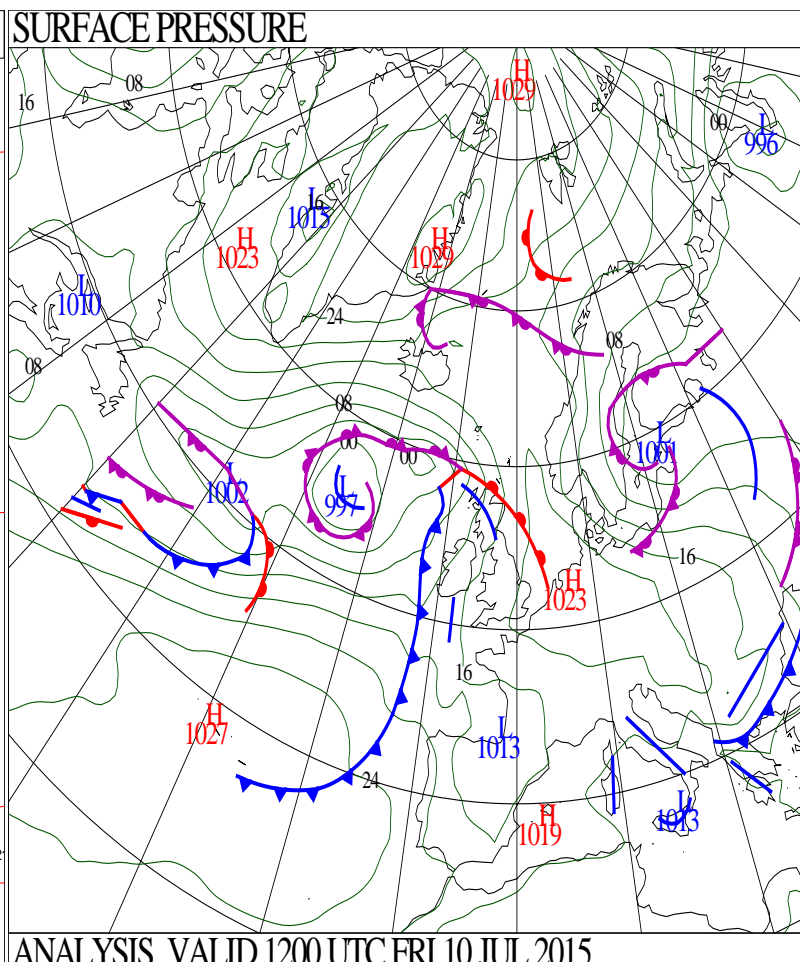 SURFACE PRESSURE
H
1029
08
16
00
L
996
L
16
1015
H
1023
H
1029
L
1010
24
08
08
08
00
00
L
1001
L
1002
L
997
16
H
1023
16
H
1027
L
1013
24
L
1013
H
1019
ANALYSIS VALID 1200 UTC FRI 10 JUL 2015